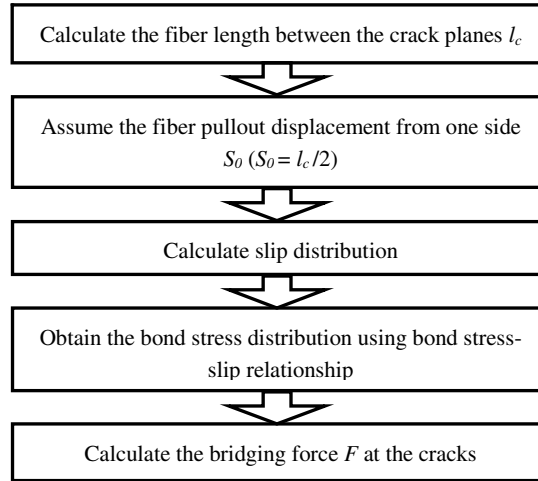 Calculate the fiber length between the crack planes lc
Assume the fiber pullout displacement from one side
S0 (S0 = lc/2)
Calculate slip distribution
Obtain the bond stress distribution using bond stress-
slip relationship
Calculate the bridging force F at the cracks